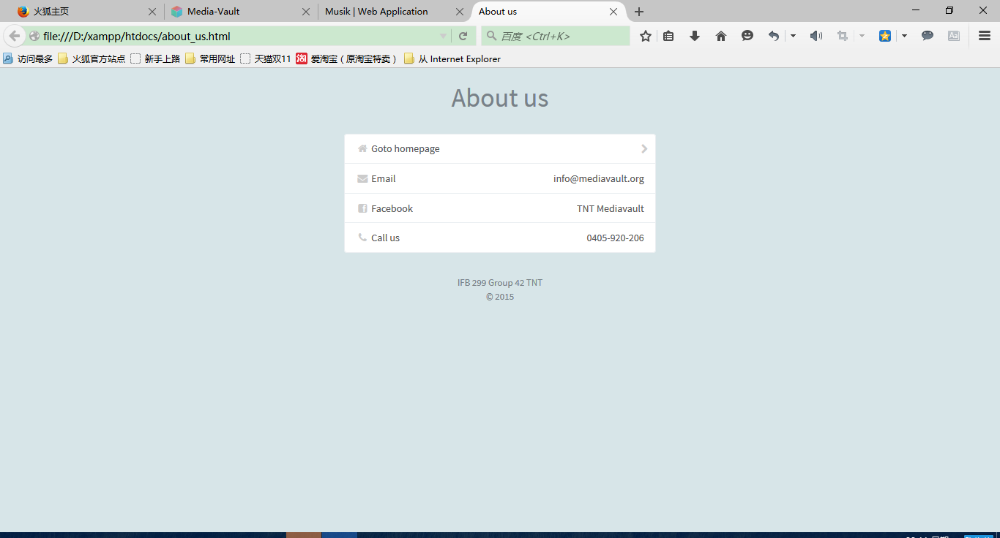 火狐主页
Media-Vault
Musik | Web Application
About us
file:///D:/xampp/htdocs/about_us.html
百度 <Ctrl+K>
Aa
访问最多 火狐官方站点 新手上路 常用网址 天猫双11 淘 爱淘宝（原淘宝特卖） 从 Internet Explorer
About us
Goto homepage
Email info@mediavault.org
Facebook TNT Mediavault
Call us 0405-920-206
IFB 299 Group 42 TNT
© 2015